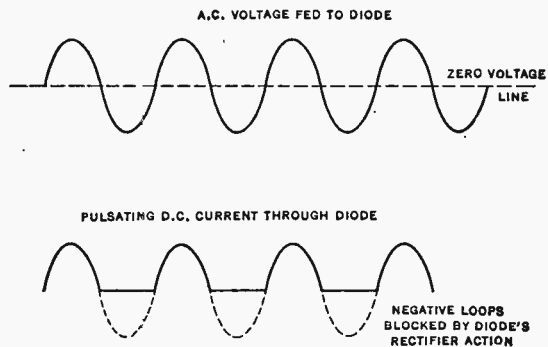 A.C. VOLTAGE FED TO DIODE
ZERO VOLTAGE
LINE
PULSATING D.C. CURRENT THROUGH DIODE
NEGATIVE LOOPS
BLOCKED BY DIODE'S
RECTIFIER ACTION